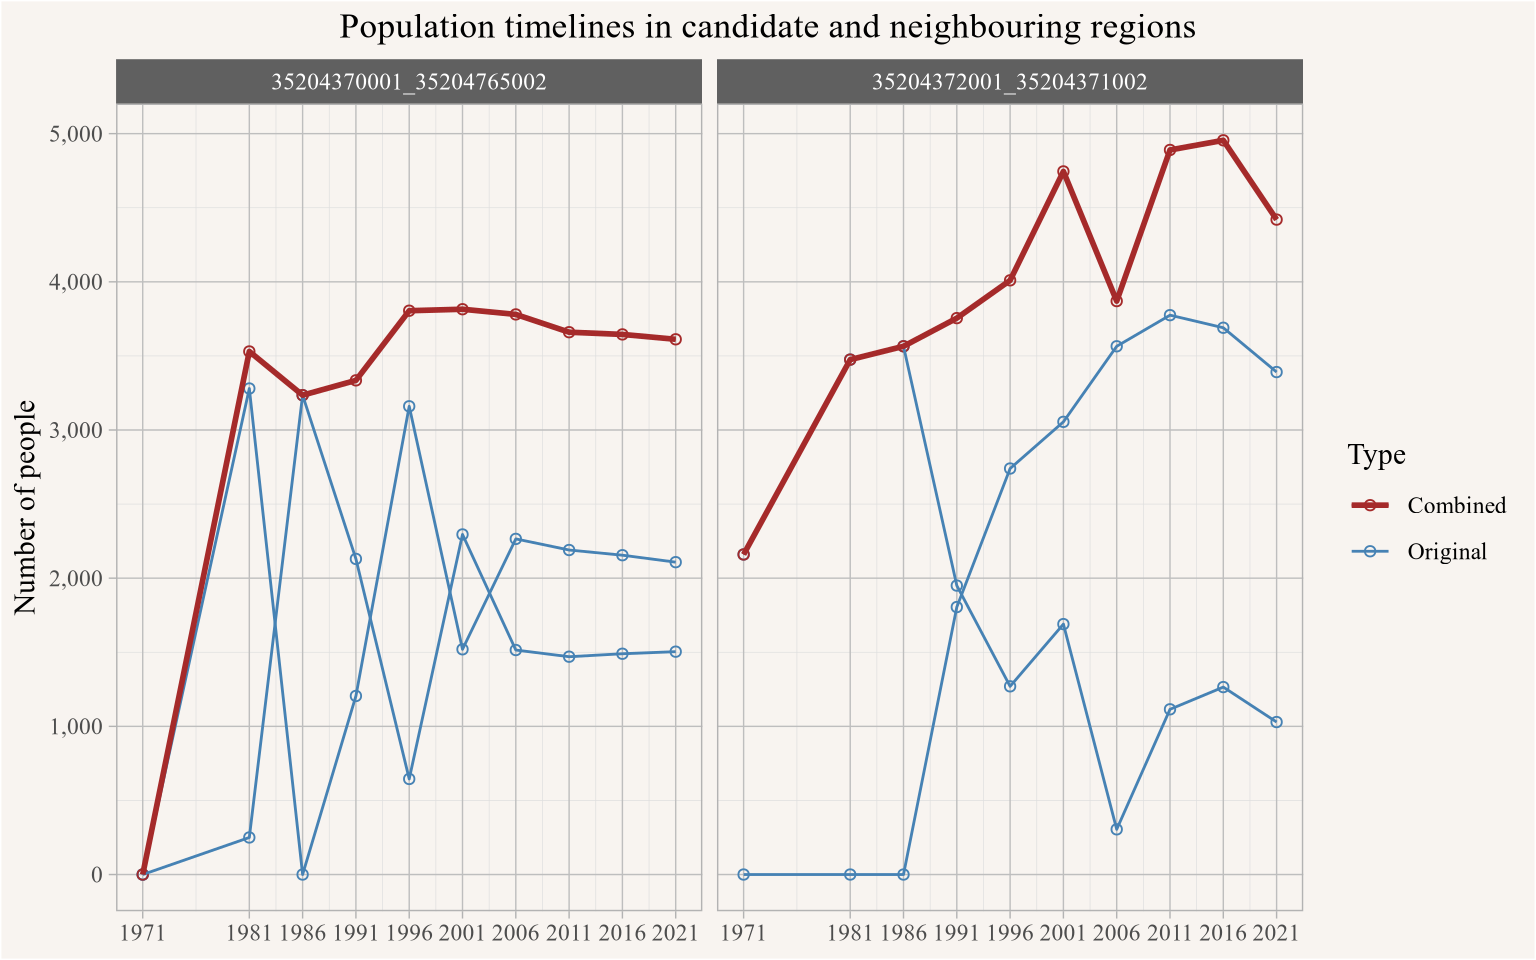 Population timelines in candidate and neighbouring regions
35204370001_35204765002
35204372001_35204371002
Number of people
5,000
4,000
3,000
2,000
1,000
0
1971 1981 1986 1991 1996 2001 2006 2011 2016 2021
1971 1981 1986 1991 1996 2001 2006 2011 2016 2021
Type
Combined
Original